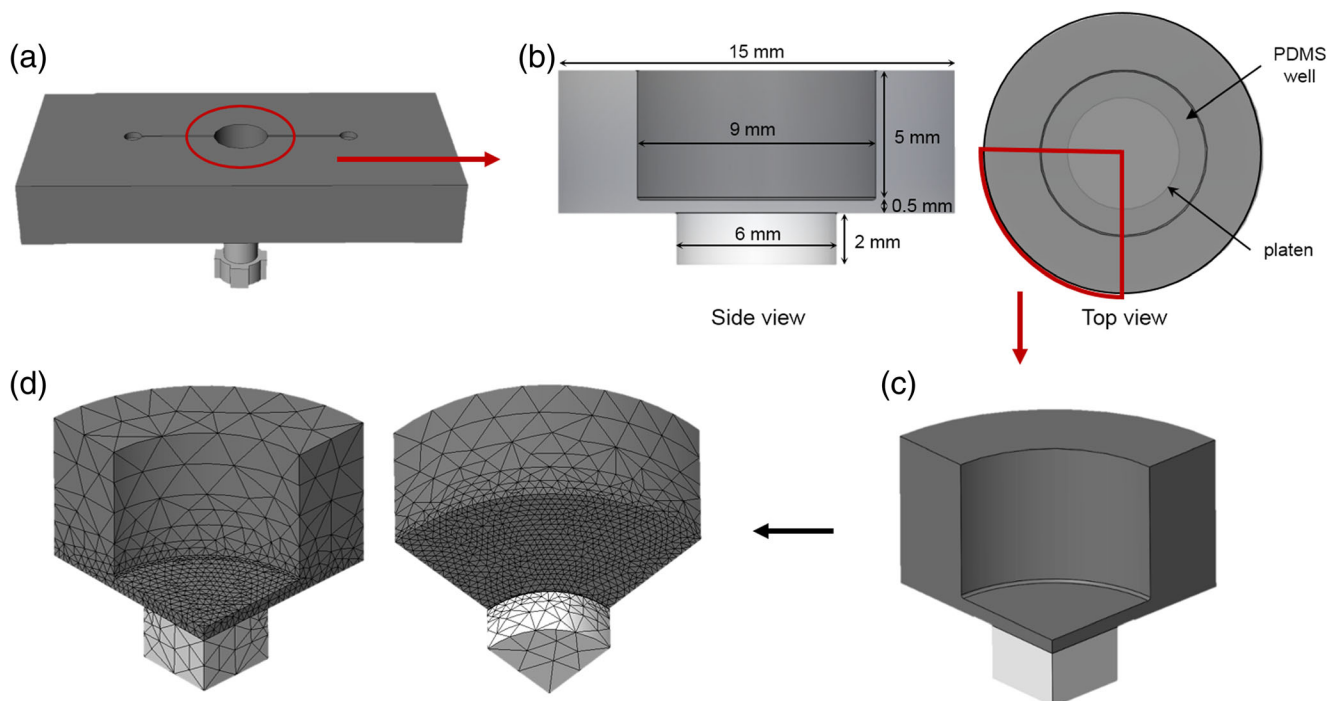 (a)
(b)
15 mm
9 mm
5 mm
0.5 mm
6 mm
2 mm
Side view
PDMS
well
platen
Top view
(c)
(d)